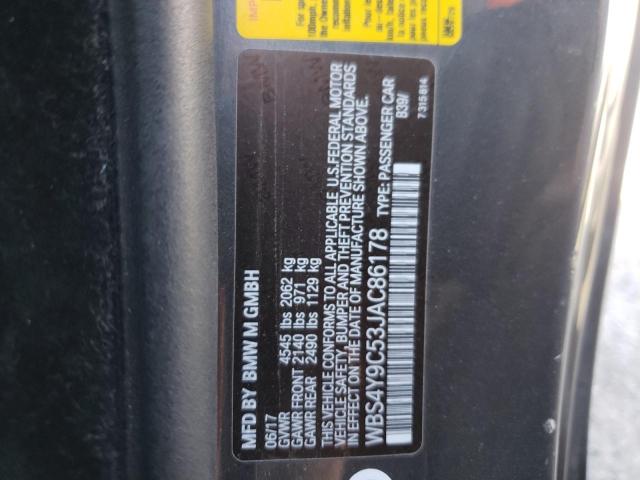 MFD BY BMW M GMBH
06/17
GVWR 4545 lbs 2062 kg
GAWR FRONT 2140 lbs 971 kg
GAWR REAR 2490 lbs 1129 kg
THIS VEHICLE CONFORMS TO ALL APPLICABLE U.S.FEDERAL MOTOR
VEHICLE SAFETY, BUMPER AND THEFT PREVENTION STANDARDS
IN EFFECT ON THE DATE OF MANUFACTURE SHOWN ABOVE.
WBS4Y9C53JAC86178 TYPE: PASSENGER CAR
B39/
7 315 814